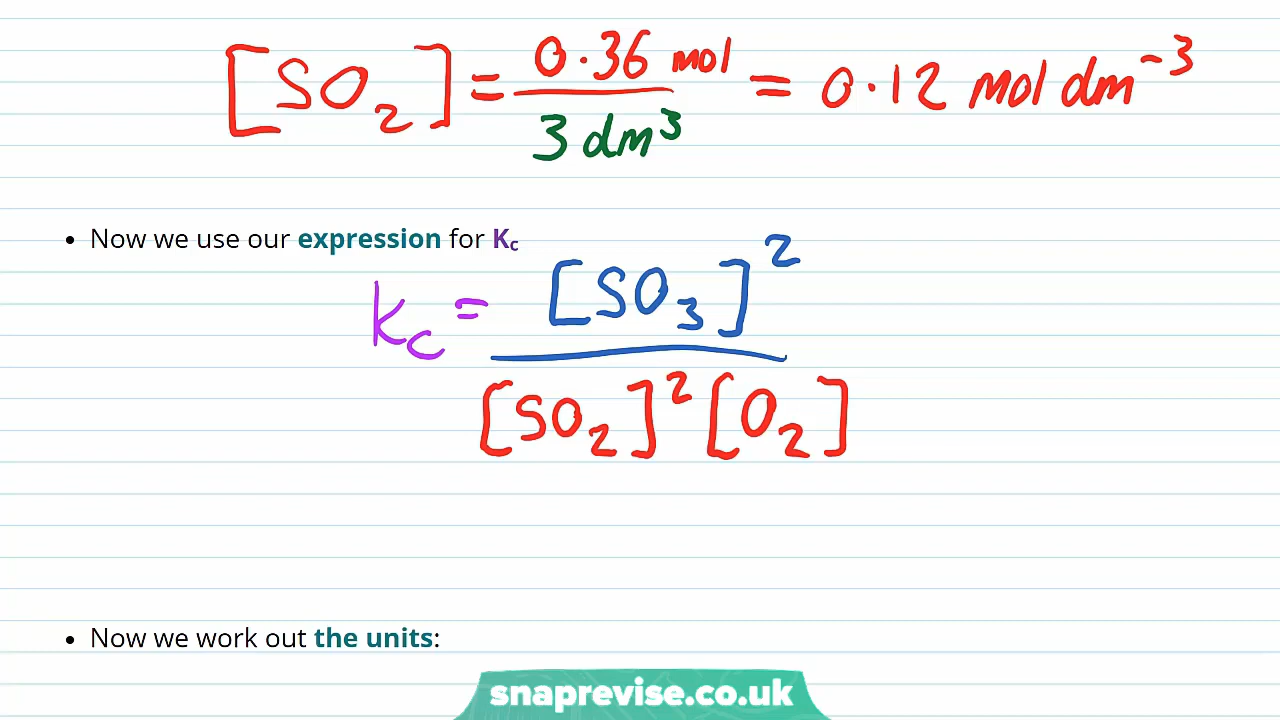 [SO₂] = 0.36 mol / 3 dm³ = 0.12 mol dm⁻³
• Now we use our expression for Kc
Kc = [SO₃]² / [SO₂]² [O₂]
• Now we work out the units:
snaprevise.co.uk